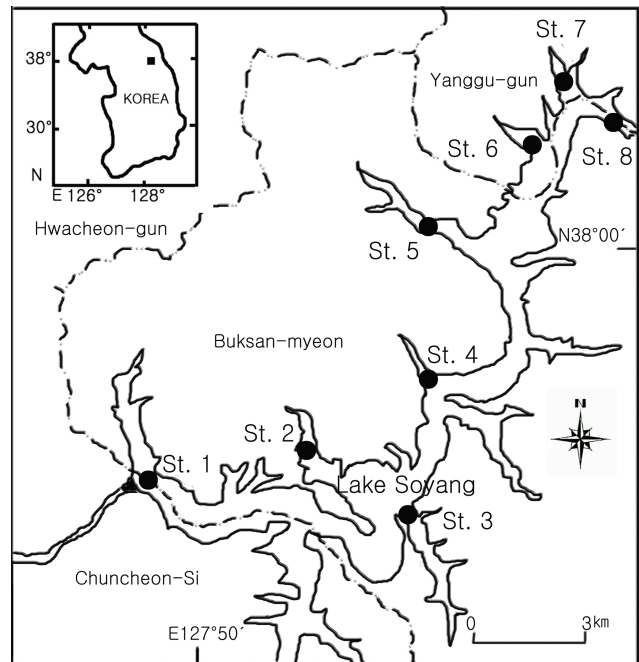 St. 7
38°
Yanggu-gun
KOREA
30°
St. 6
St. 8
N
E 126° 128°
Hwacheon-gun
St. 5
N38°00´
Buksan-myeon
St. 4
N
St. 2
St. 1
Lake Soyang
St. 3
Chuncheon-Si
E127°50´
0 3km